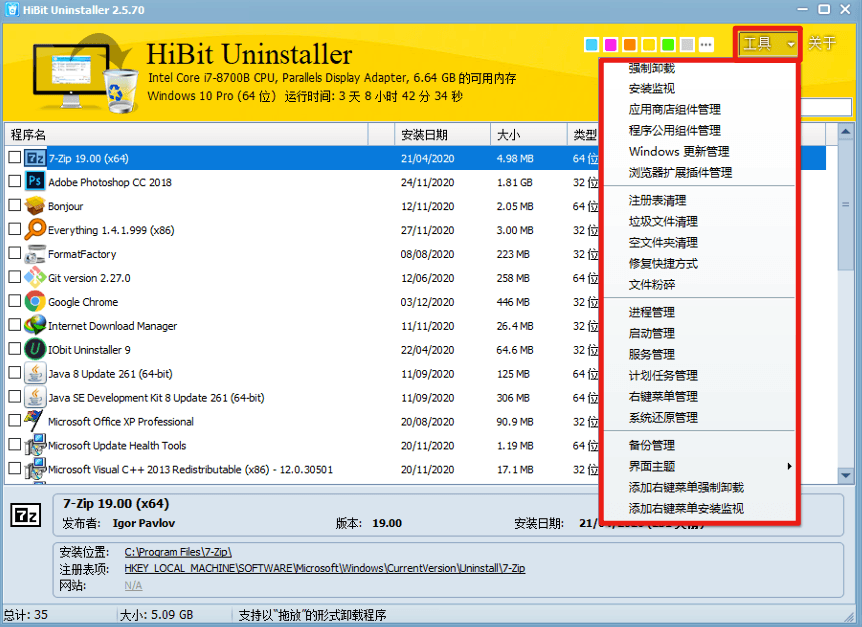 HiBit Uninstaller 2.5.70
HiBit Uninstaller
Intel Core i7-8700B CPU, Parallels Display Adapter, 6.64 GB 的可用内存
Windows 10 Pro (64 位) 运行时间: 3 天 8 小时 42 分 34 秒
工具 关于
程序名 安装日期 大小 类型
7-Zip 19.00 (x64) 21/04/2020 4.98 MB 64 位
Adobe Photoshop CC 2018 24/11/2020 1.81 GB 32 位
Bonjour 12/11/2020 2.05 MB 64 位
Everything 1.4.1.999 (x86) 27/11/2020 3.00 MB 32 位
FormatFactory 08/08/2020 223 MB 32 位
Git version 2.27.0 12/06/2020 258 MB 64 位
Google Chrome 03/12/2020 446 MB 32 位
Internet Download Manager 11/11/2020 26.4 MB 32 位
IObit Uninstaller 9 22/04/2020 64.6 MB 32 位
Java 8 Update 261 (64-bit) 11/09/2020 125 MB 64 位
Java SE Development Kit 8 Update 261 (64-bit) 11/09/2020 306 MB 64 位
Microsoft Office XP Professional 20/08/2020 90.9 MB 32 位
Microsoft Update Health Tools 20/11/2020 1.19 MB 64 位
Microsoft Visual C++ 2013 Redistributable (x86) - 12.0.30501 20/11/2020 17.1 MB 32 位
强制卸载
安装监视
应用商店组件管理
程序公用组件管理
Windows 更新管理
浏览器扩展插件管理
注册表清理
垃圾文件清理
空文件夹清理
修复快捷方式
文件粉碎
进程管理
启动管理
服务管理
计划任务管理
右键菜单管理
系统还原管理
备份管理
界面主题
添加右键菜单强制卸载
添加右键菜单安装监视
7-Zip 19.00 (x64)
发布者: Igor Pavlov 版本: 19.00 安装日期:
安装位置: C:\Program Files\7-Zip\
注册表项: HKEY_LOCAL_MACHINE\SOFTWARE\Microsoft\Windows\CurrentVersion\Uninstall\7-Zip
网站: N/A
总计: 35 大小: 5.09 GB 支持以"拖放"的形式卸载程序